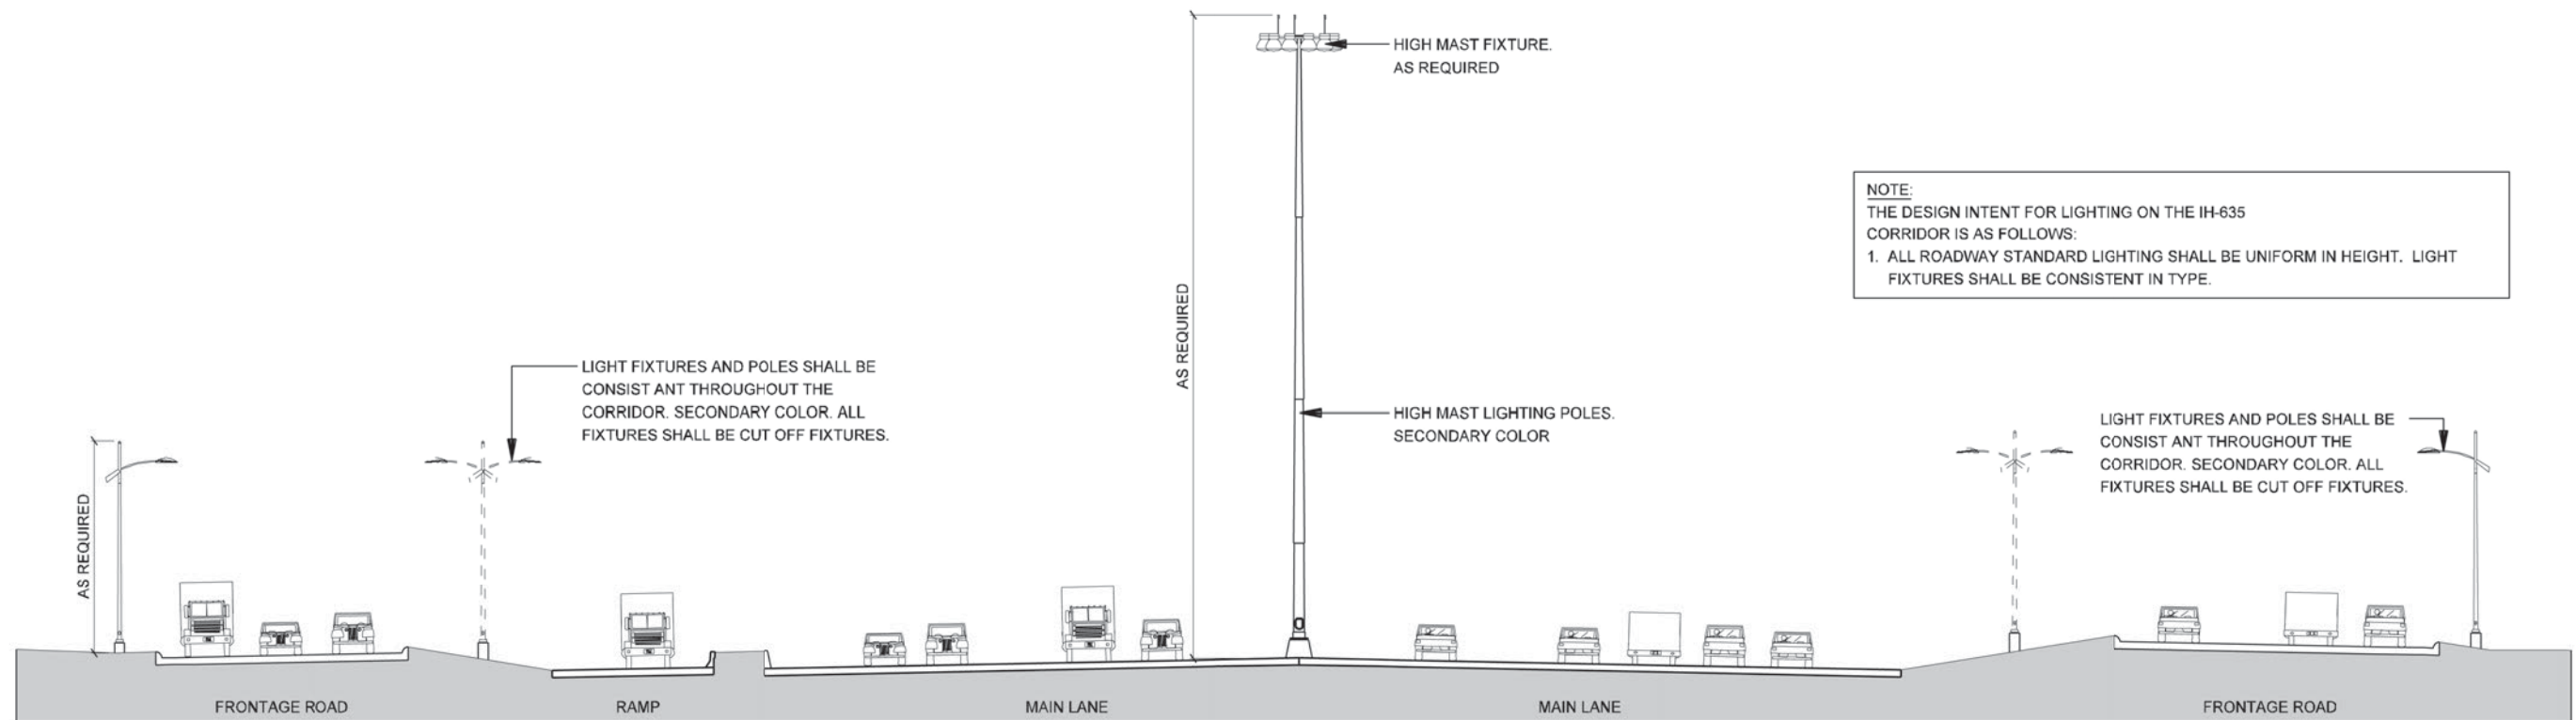 HIGH MAST FIXTURE.
AS REQUIRED
NOTE:
THE DESIGN INTENT FOR LIGHTING ON THE IH-635
CORRIDOR IS AS FOLLOWS:
1. ALL ROADWAY STANDARD LIGHTING SHALL BE UNIFORM IN HEIGHT. LIGHT
FIXTURES SHALL BE CONSISTENT IN TYPE.
AS REQUIRED
LIGHT FIXTURES AND POLES SHALL BE
CONSIST ANT THROUGHOUT THE
CORRIDOR. SECONDARY COLOR. ALL
FIXTURES SHALL BE CUT OFF FIXTURES.
HIGH MAST LIGHTING POLES.
SECONDARY COLOR
LIGHT FIXTURES AND POLES SHALL BE
CONSIST ANT THROUGHOUT THE
CORRIDOR. SECONDARY COLOR. ALL
FIXTURES SHALL BE CUT OFF FIXTURES.
AS REQUIRED
FRONTAGE ROAD
RAMP
MAIN LANE
MAIN LANE
FRONTAGE ROAD